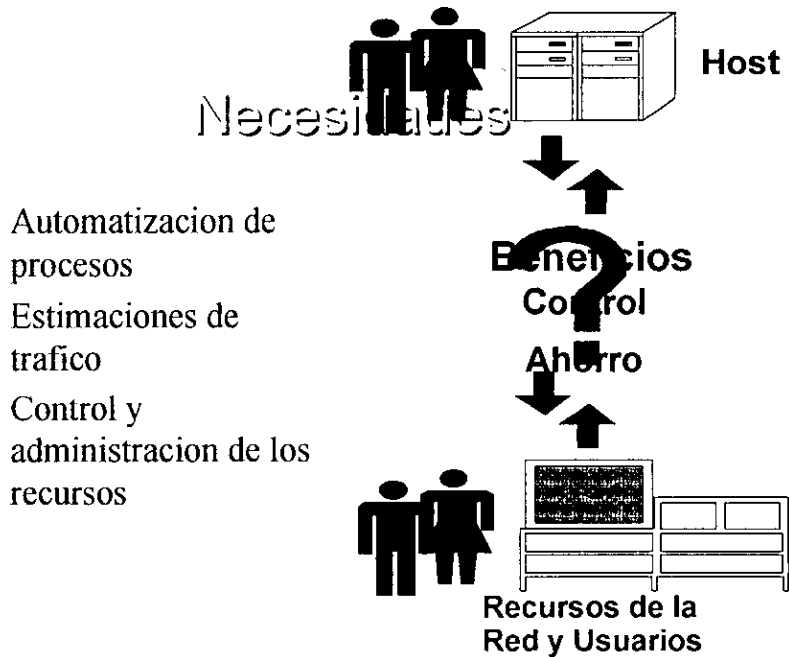 Host
Necesidades
Automatizacion de
procesos
Estimaciones de
trafico
Control y
administracion de los
recursos
Beneficios
Control
Ahorro
?
Recursos de la
Red y Usuarios